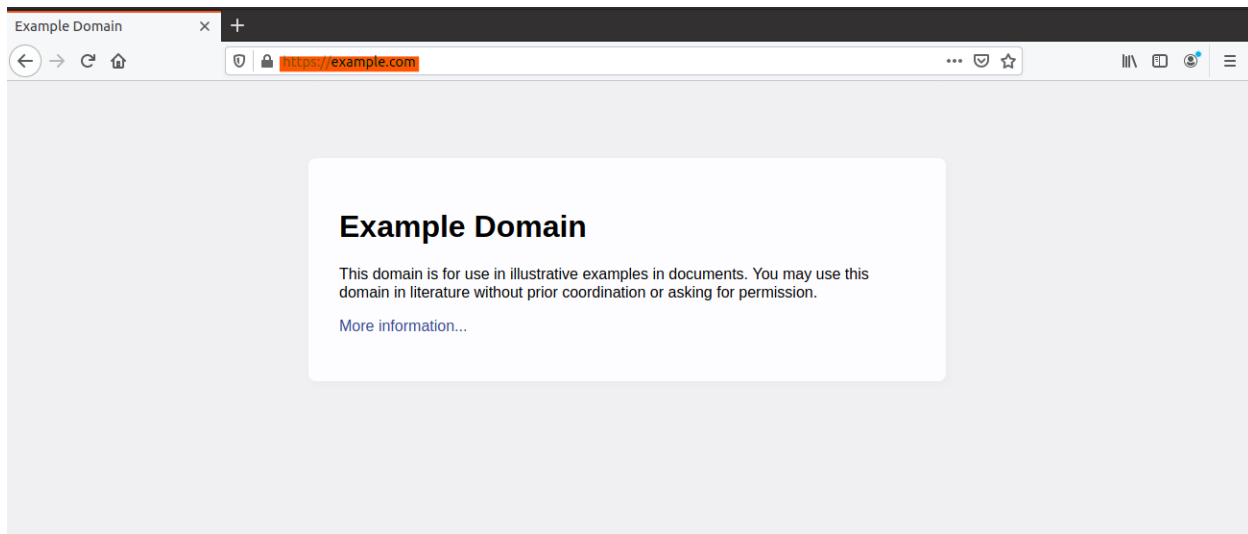 Example Domain
https://example.com
Example Domain
This domain is for use in illustrative examples in documents. You may use this
domain in literature without prior coordination or asking for permission.
More information...